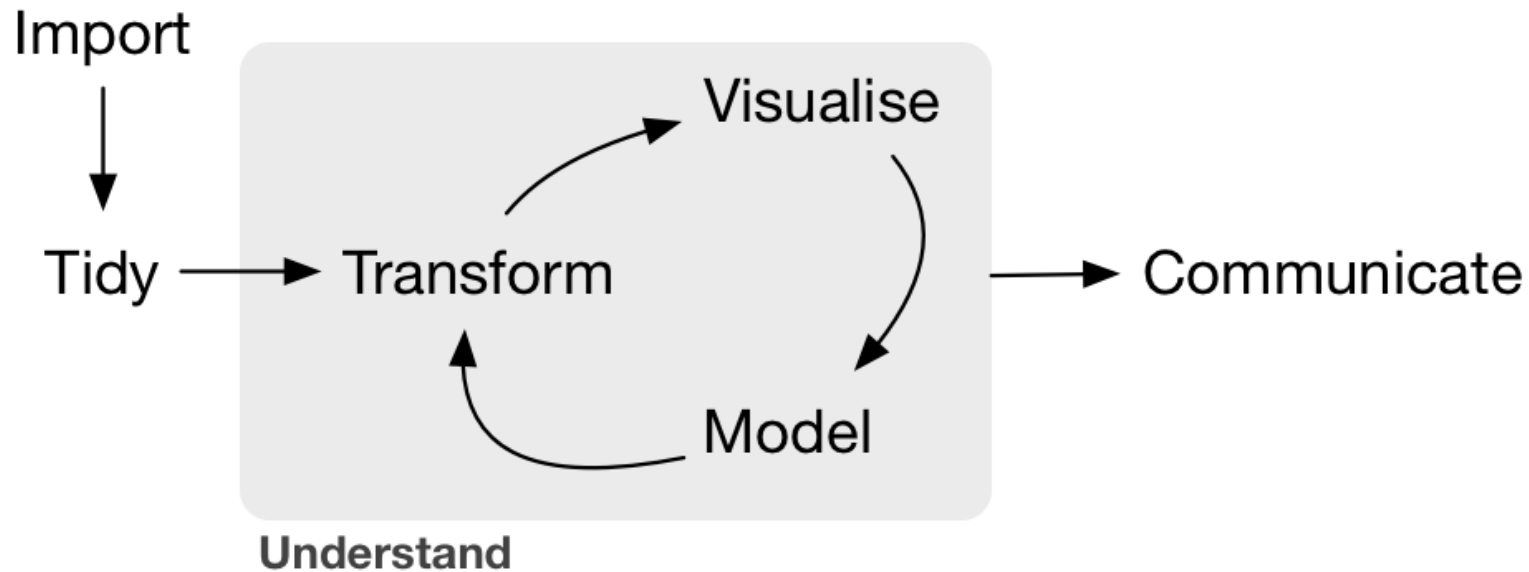 Import
Tidy
Transform
Visualise
Model
Communicate
Understand